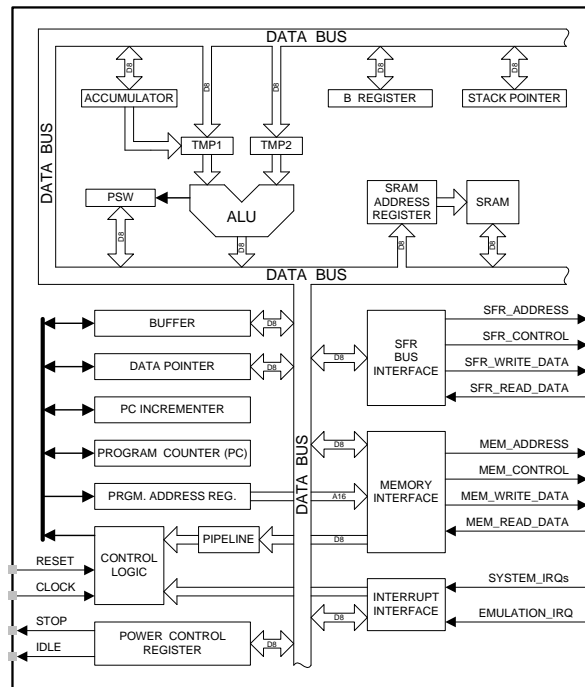 DATA BUS
D8
D8
D8
D8
D8
ACCUMULATOR
B REGISTER
STACK POINTER
DATA BUS
TMP1
TMP2
PSW
ALU
SRAM
ADDRESS
REGISTER
SRAM
D8
D8
D8
D8
DATA BUS
BUFFER
D8
SFR_ADDRESS
SFR_CONTROL
SFR_WRITE_DATA
SFR_READ_DATA
D8
SFR
BUS
INTERFACE
DATA POINTER
D8
PC INCREMENTER
PROGRAM COUNTER (PC)
PRGM. ADDRESS REG.
DATA BUS
D8
A16
MEMORY
INTERFACE
MEM_ADDRESS
MEM_CONTROL
MEM_WRITE_DATA
MEM_READ_DATA
CONTROL
LOGIC
PIPELINE
D8
RESET
CLOCK
STOP
IDLE
INTERRUPT
INTERFACE
SYSTEM_IRQs
EMULATION_IRQ
D8
POWER CONTROL
REGISTER
D8